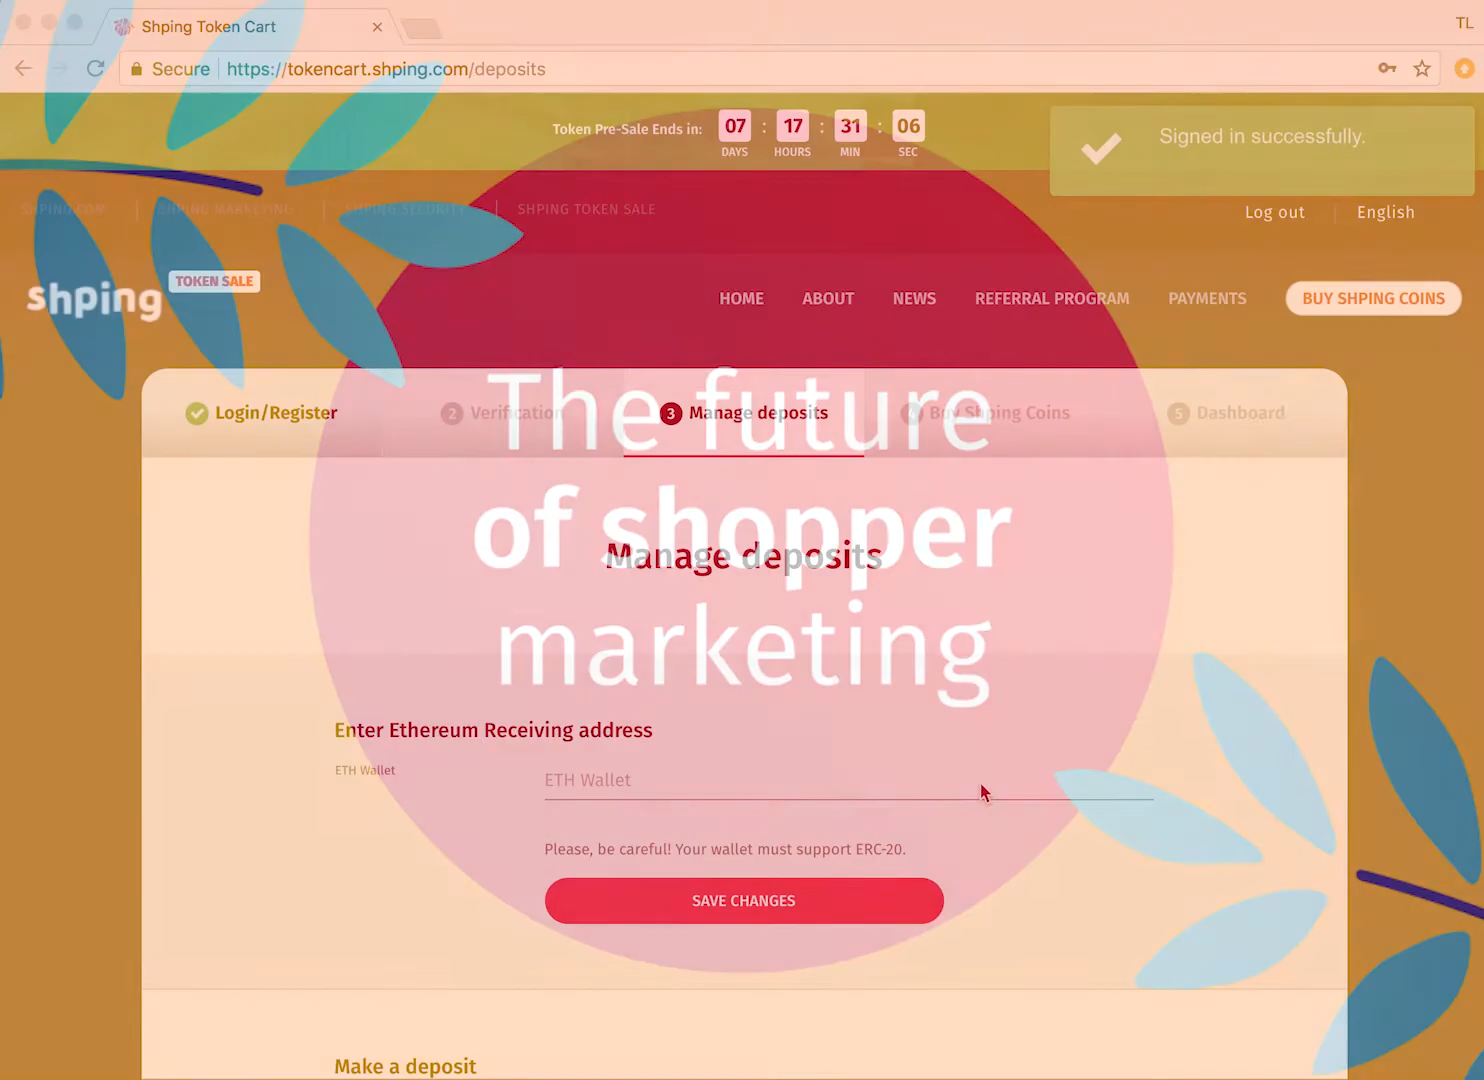 Shping Token Cart
TL
Secure https://tokencart.shping.com/deposits
Token Pre-Sale Ends in: 07 : 17 : 31 : 06
DAYS HOURS MIN SEC
Signed in successfully.
SHPING.COM SHPING MARKETING SHPING SECURITY SHPING TOKEN SALE
Log out English
shping TOKEN SALE
HOME ABOUT NEWS REFERRAL PROGRAM PAYMENTS BUY SHPING COINS
Login/Register 2 Verification 3 Manage deposits 4 Buy Shping Coins 5 Dashboard
The future
of shopper
marketing
Manage deposits
Enter Ethereum Receiving address
ETH Wallet
ETH Wallet
Please, be careful! Your wallet must support ERC-20.
SAVE CHANGES
Make a deposit